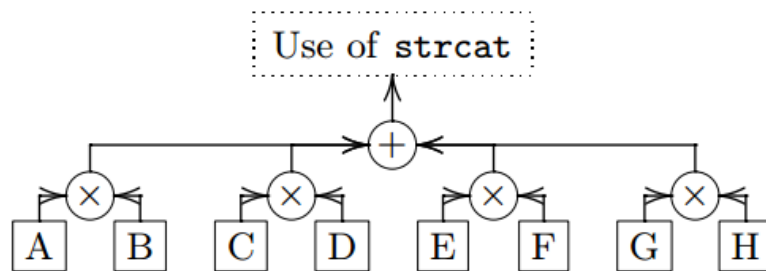 Use of strcat
+
× × × ×
A B C D E F G H